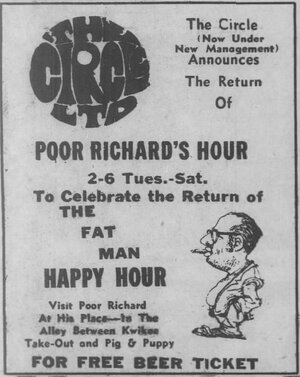 THE
CIRCLE
LTD
The Circle
(Now Under
New Management)
Announces
The Return
Of
POOR RICHARD'S HOUR
2-6 Tues.-Sat.
To Celebrate the Return of
THE
FAT
MAN
HAPPY HOUR
Visit Poor Richard
At His Place—In The
Alley Between Kwikee
Take-Out and Pig & Puppy
FOR FREE BEER TICKET